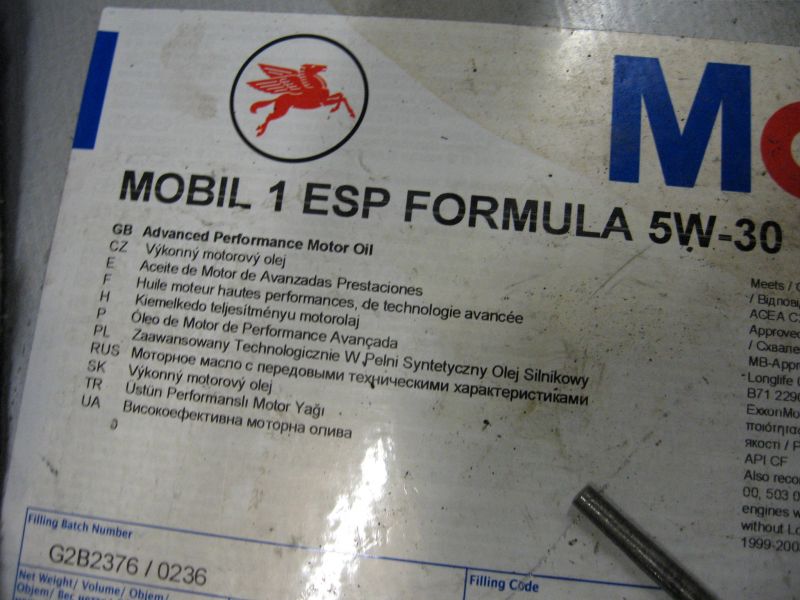 MOBIL 1 ESP FORMULA 5W-30
GB Advanced Performance Motor Oil
CZ Výkonný motorový olej
E Aceite de Motor de Avanzadas Prestaciones
F Huile moteur hautes performances, de technologie avancée
H Kiemelkedo teljesítményu motorolaj
P Óleo de Motor de Performance Avançada
PL Zaawansowany Technologicznie W Pelni Syntetyczny Olej Silnikowy
RUS Моторное масло с передовыми техническими характеристиками
SK Výkonný motorový olej
TR Üstün Performanslı Motor Yağı
UA Високоефективна моторна олива
Meets /
ACEA
Approved
MB-Appr
Longlife
B71 229
ExxonMo
API CF
Also reco
00, 503 0
engines w
without Lo
1999-200
Filling Batch Number
G2B2376 / 0236
Net Weight/ Volume/ Objem/
Filling Code